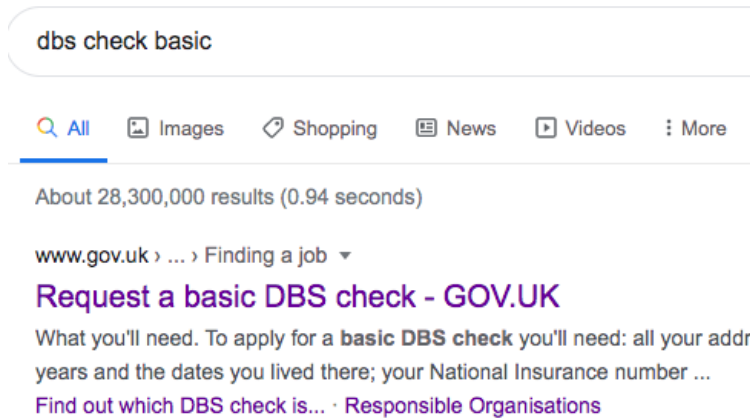 dbs check basic
All Images Shopping News Videos More
About 28,300,000 results (0.94 seconds)
www.gov.uk › ... › Finding a job
Request a basic DBS check - GOV.UK
What you'll need. To apply for a basic DBS check you'll need: all your
years and the dates you lived there; your National Insurance number ...
Find out which DBS check is... · Responsible Organisations